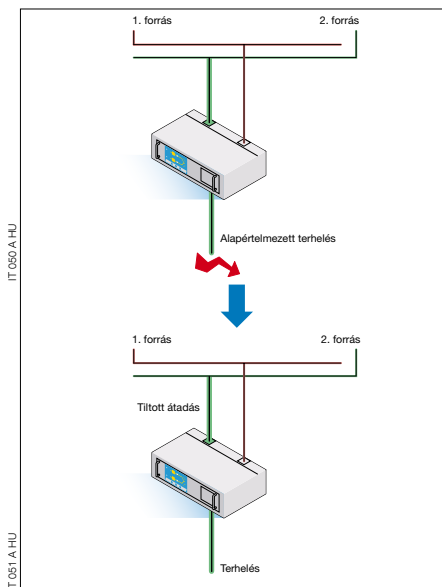 1. forrás
2. forrás
Alapértelmezett terhelés
IT 050 A HU
1. forrás
2. forrás
Tiltott átadás
Terhelés
IT 051 A HU